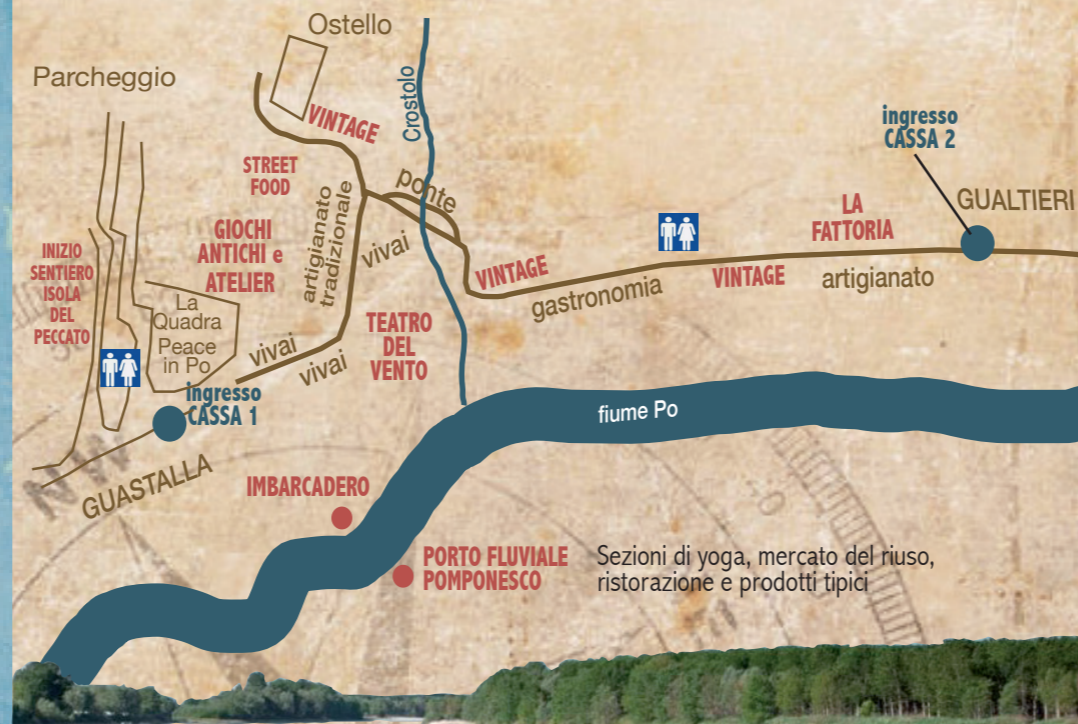 Ostello
Parcheggio
Crostolo
VINTAGE
ingresso
CASSA 2
STREET
FOOD
ponte
artigianato
tradizionale
GUALTIERI
LA
FATTORIA
GIOCHI
ANTICHI e
ATELIER
vivai
INIZIO
SENTIERO
ISOLA
DEL
PECCATO
VINTAGE
gastronomia
VINTAGE
artigianato
La
Quadra
Peace
in Po
TEATRO
DEL
VENTO
vivai
vivai
ingresso
CASSA 1
fiume Po
NW
GUASTALLA
IMBARCADERO
PORTO FLUVIALE
POMPONESCO
Sezioni di yoga, mercato del riuso,
ristorazione e prodotti tipici